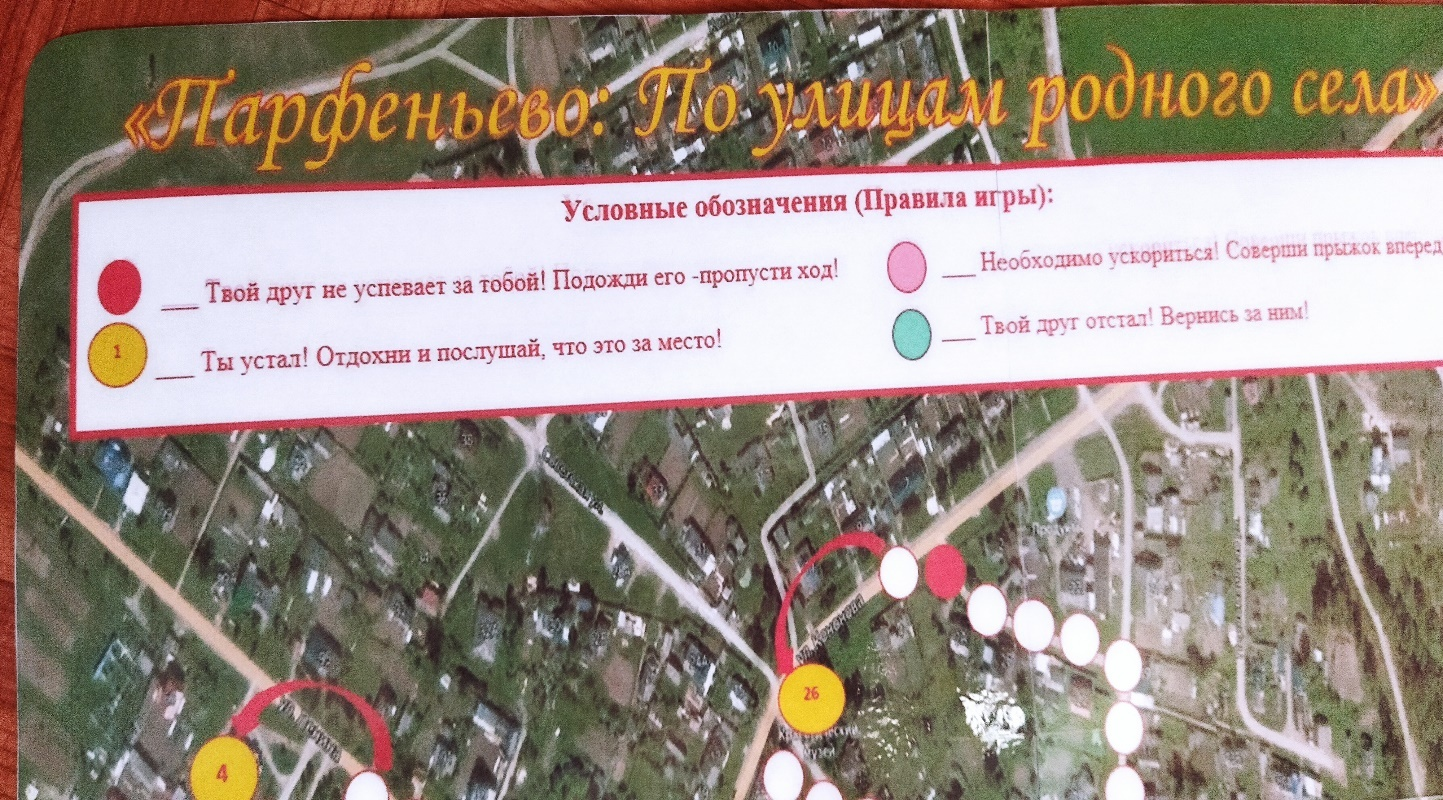 «Парфеньево: По улицам родного села»
Условные обозначения (Правила игры):
___ Твой друг не успевает за тобой! Подожди его -пропусти ход!
___ Необходимо ускориться! Соверши прыжок вперед
1
___ Ты устал! Отдохни и послушай, что это за место!
___ Твой друг отстал! Вернись за ним!
26
4